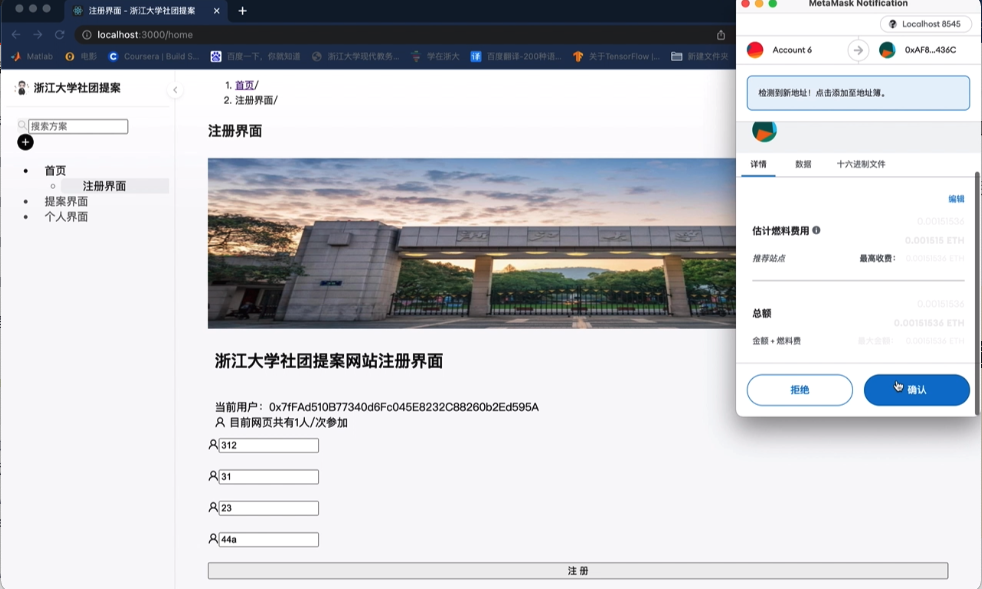 注册界面 - 浙江大学社团提案
localhost:3000/home
Matlab
电影
Coursera | Build S...
百度一下，你就知道
浙江大学现代教务...
学在浙大
百度翻译-200种语...
关于TensorFlow |...
新建文件夹
浙江大学社团提案
搜索方案
首页
注册界面
提案界面
个人界面
1. 首页/
2. 注册界面/
注册界面
浙江大学社团提案网站注册界面
当前用户：0x7fFAd510B77340d6Fc045E8232C88260b2Ed595A
目前网页共有1人/次参加
312
31
23
44a
注 册
MetaMask Notification
Localhost 8545
Account 6
0xAF8...436C
检测到新地址！点击添加至地址簿。
详情
数据
十六进制文件
编辑
0.00151536
估计燃料费用
0.001515 ETH
推荐站点
最高收费：
0.00151536 ETH
0.00151536
总额
0.00151536 ETH
金额 + 燃料费
最大金额：
0.00151536 ETH
拒绝
确认